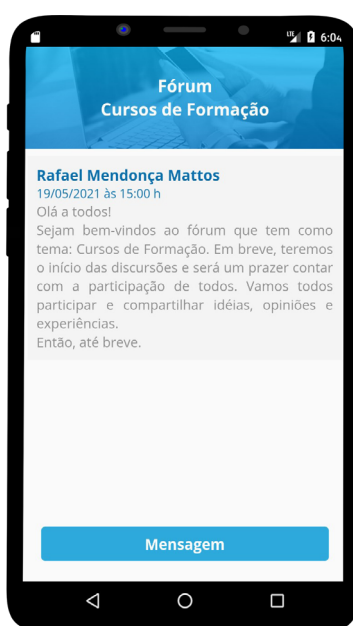 LTE 6:04
Fórum
Cursos de Formação
Rafael Mendonça Mattos
19/05/2021 às 15:00 h
Olá a todos!
Sejam bem-vindos ao fórum que tem como
tema: Cursos de Formação. Em breve, teremos
o início das discursões e será um prazer contar
com a participação de todos. Vamos todos
participar e compartilhar idéias, opiniões e
experiências.
Então, até breve.
Mensagem